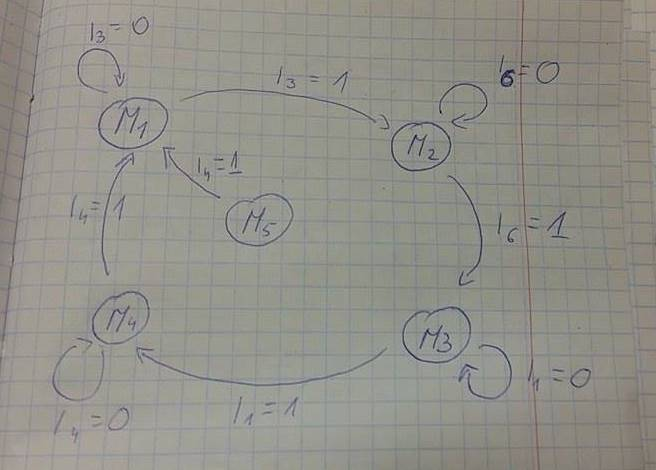 I3 = 0
I3 = 1
I6 = 0
M1
M2
I4 = 1
I4 = 1
M5
I6 = 1
M4
M3
I1 = 0
I4 = 0
I1 = 1